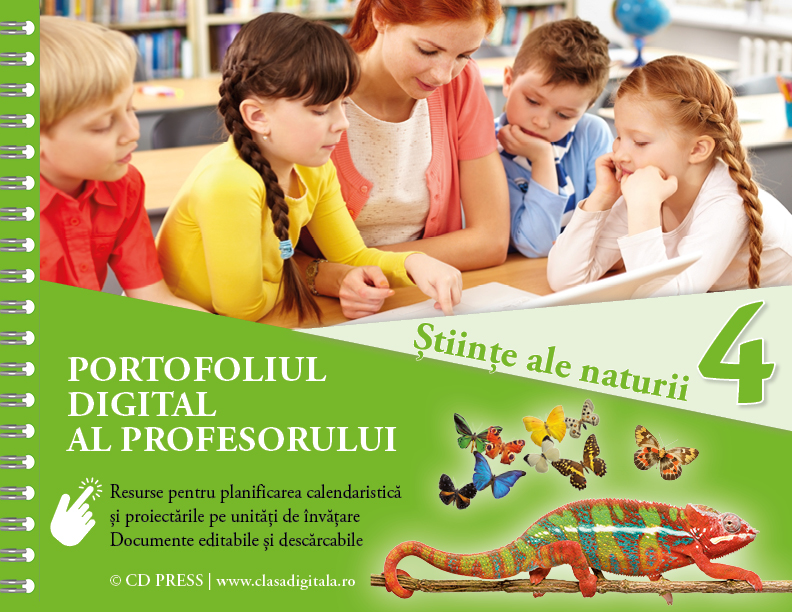 Științe ale naturii 4
PORTOFOLIUL
DIGITAL
AL PROFESORULUI
Resurse pentru planificarea calendaristică
și proiectările pe unități de învățare
Documente editabile și descărcabile
© CD PRESS | www.clasadigitala.ro